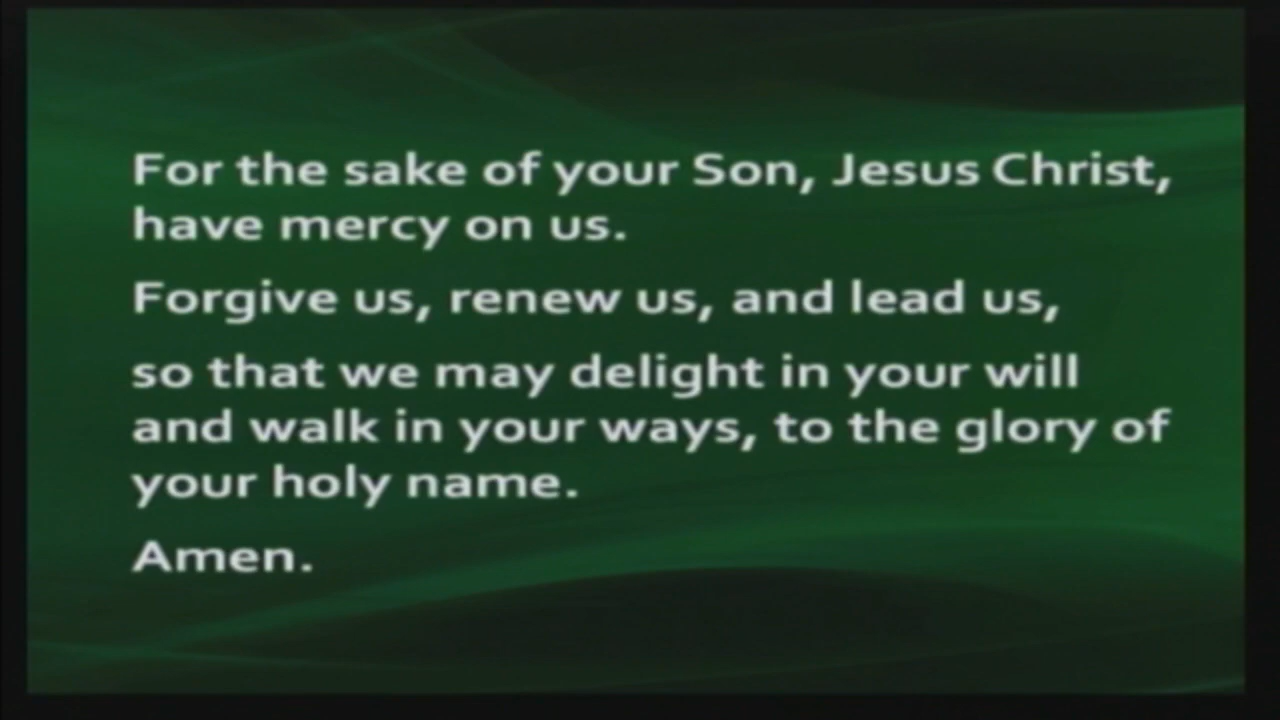 For the sake of your Son, Jesus Christ,
have mercy on us.
Forgive us, renew us, and lead us,
so that we may delight in your will
and walk in your ways, to the glory of
your holy name.
Amen.